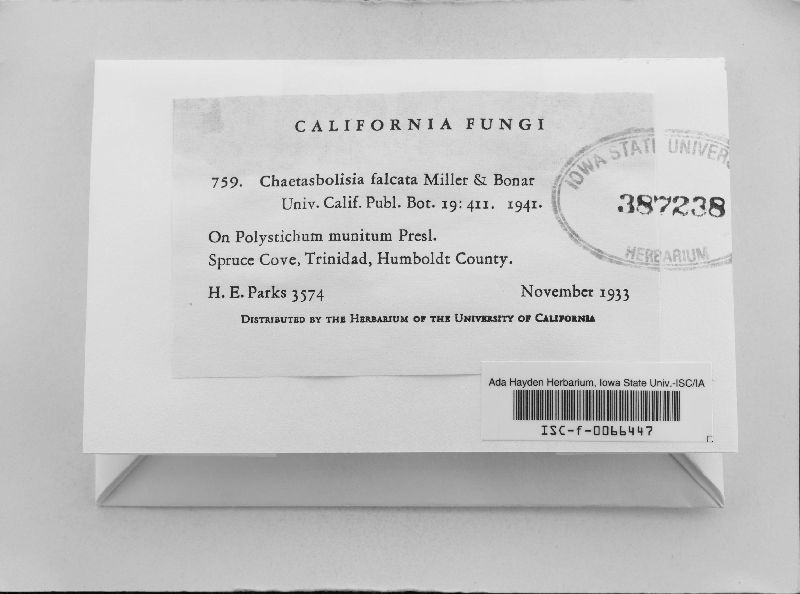 CALIFORNIA FUNGI
759. Chaetasbolisia falcata Miller & Bonar
Univ. Calif. Publ. Bot. 19: 411. 1941.
On Polystichum munitum Presl.
Spruce Cove, Trinidad, Humboldt County.
H. E. Parks 3574 November 1933
DISTRIBUTED BY THE HERBARIUM OF THE UNIVERSITY OF CALIFORNIA
IOWA STATE UNIVER
387238
HERBARIUM
Ada Hayden Herbarium, Iowa State Univ.-ISC/IA
ISC-f-0066447